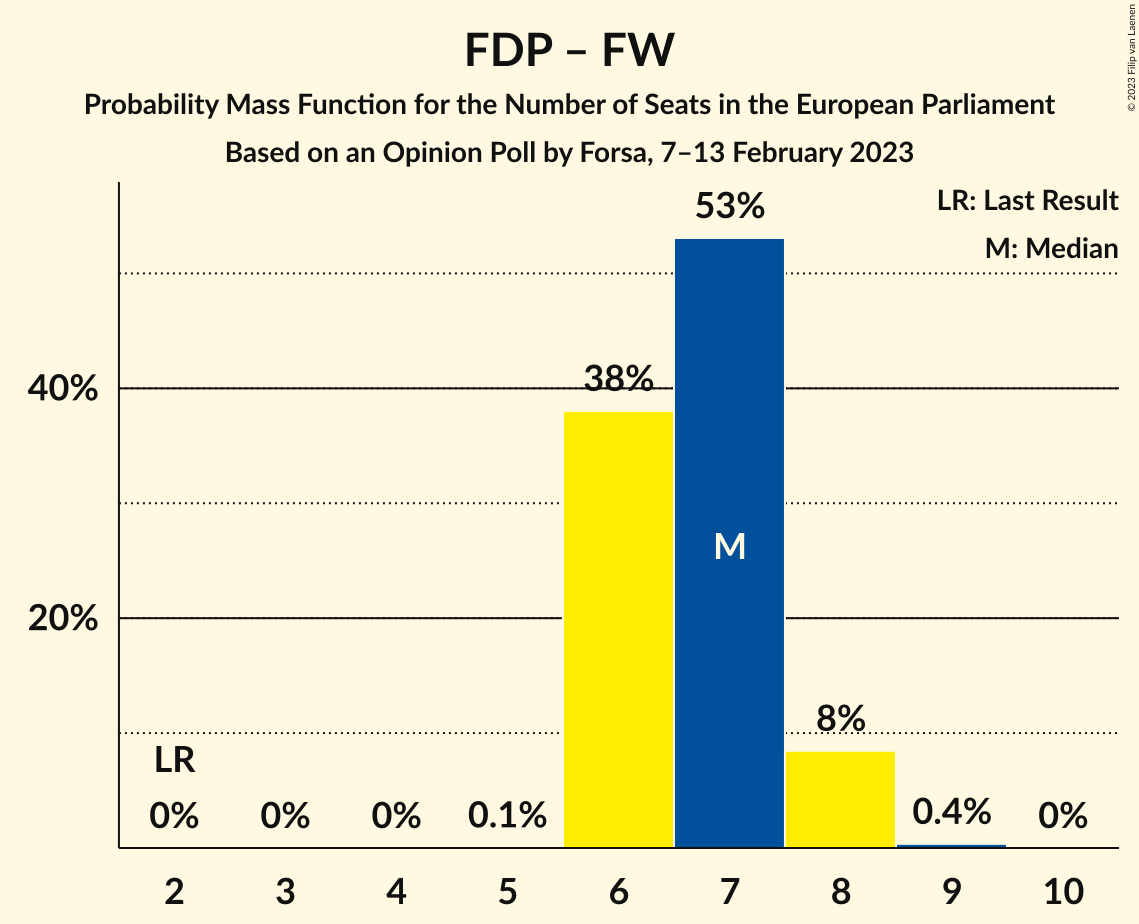 FDP – FW
Probability Mass Function for the Number of Seats in the European Parliament
Based on an Opinion Poll by Forsa, 7–13 February 2023
© 2023 Filip van Laenen
LR: Last Result
M: Median
53%
38%
40%
M
20%
8%
LR
0% 0% 0% 0.1% 0.4% 0%
2 3 4 5 6 7 8 9 10